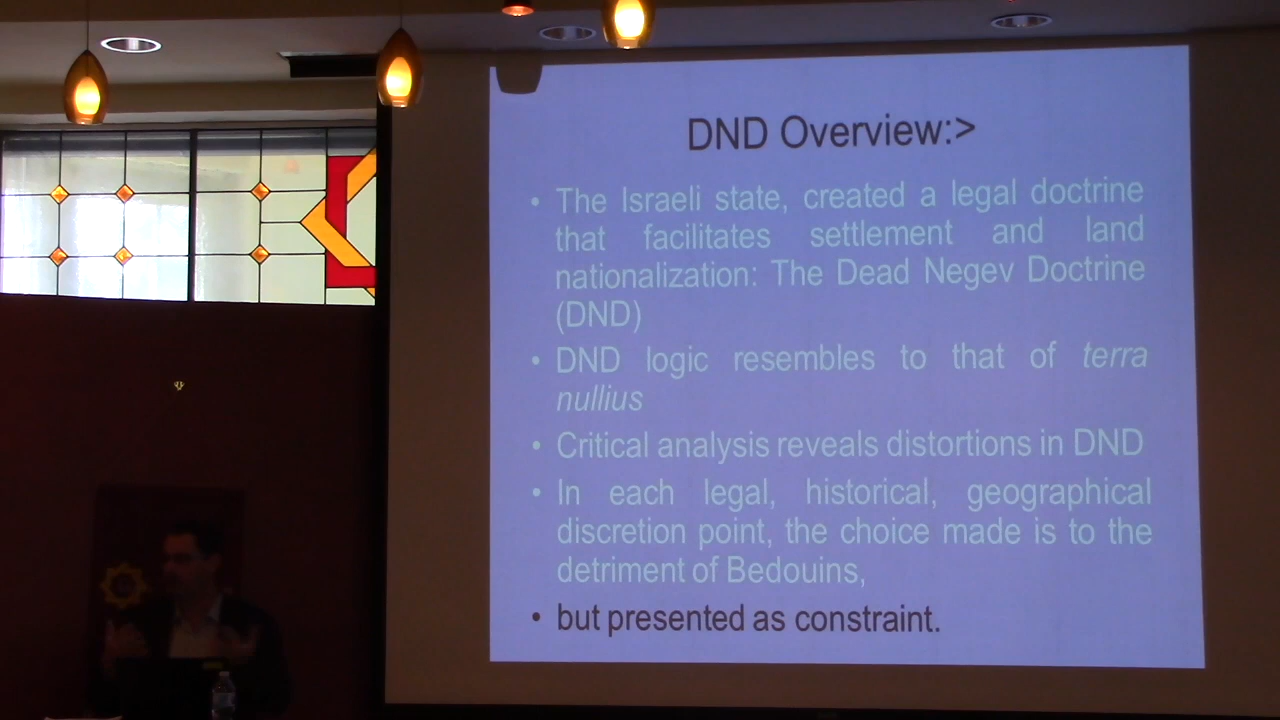 DND Overview:>
• The Israeli state, created a legal doctrine
that facilitates settlement and land
nationalization: The Dead Negev Doctrine
(DND)
• DND logic resembles to that of terra
nullius
• Critical analysis reveals distortions in DND
• In each legal, historical, geographical
discretion point, the choice made is to the
detriment of Bedouins,
• but presented as constraint.